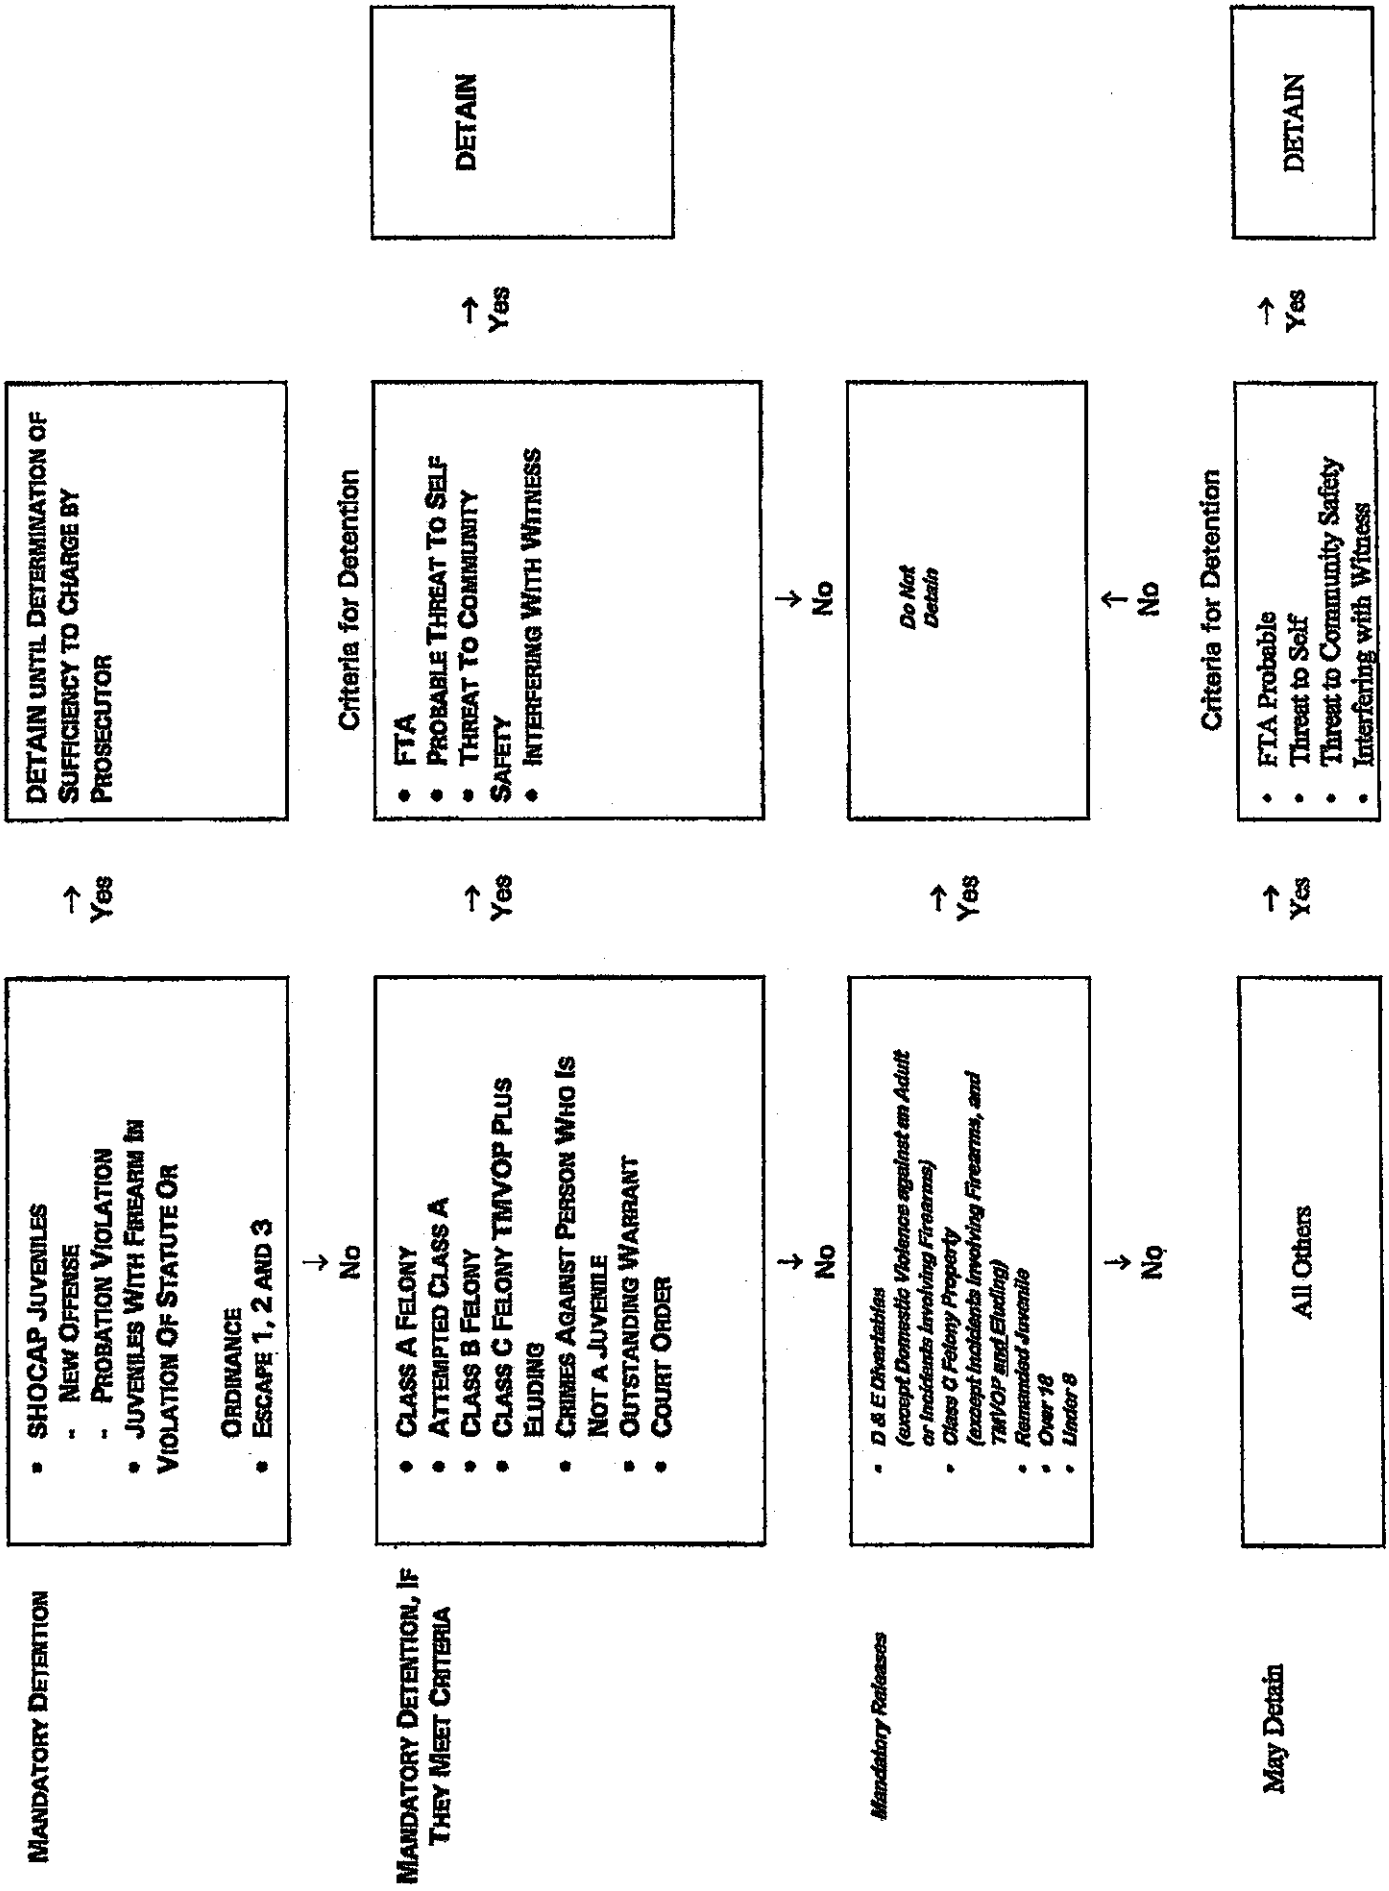 MANDATORY DETENTION
• SHOCAP JUVENILES
- NEW OFFENSE
- PROBATION VIOLATION
• JUVENILES WITH FIREARM IN
VIOLATION OF STATUTE OR
ORDINANCE
• ESCAPE 1, 2 AND 3
→
Yes
DETAIN UNTIL DETERMINATION OF
SUFFICIENCY TO CHARGE BY
PROSECUTOR
↓
No
MANDATORY DETENTION, IF
THEY MEET CRITERIA
• CLASS A FELONY
• ATTEMPTED CLASS A
• CLASS B FELONY
• CLASS C FELONY TMVOP PLUS
ELUDING
• CRIMES AGAINST PERSON WHO IS
NOT A JUVENILE
• OUTSTANDING WARRANT
• COURT ORDER
→
Yes
Criteria for Detention
• FTA
• PROBABLE THREAT TO SELF
• THREAT TO COMMUNITY
SAFETY
• INTERFERING WITH WITNESS
→
Yes
DETAIN
↓
No
↓
No
Mandatory Releases
• D & E Divertables
(except Domestic Violence against an Adult
or Incidents Involving Firearms)
• Class C Felony Property
(except Incidents Involving Firearms, and
TMVOP and Eluding)
• Remanded Juvenile
• Over 18
• Under 8
→
Yes
Do Not
Detain
↓
No
↑
No
May Detain
All Others
→
Yes
Criteria for Detention
• FTA Probable
• Threat to Self
• Threat to Community Safety
• Interfering with Witness
→
Yes
DETAIN